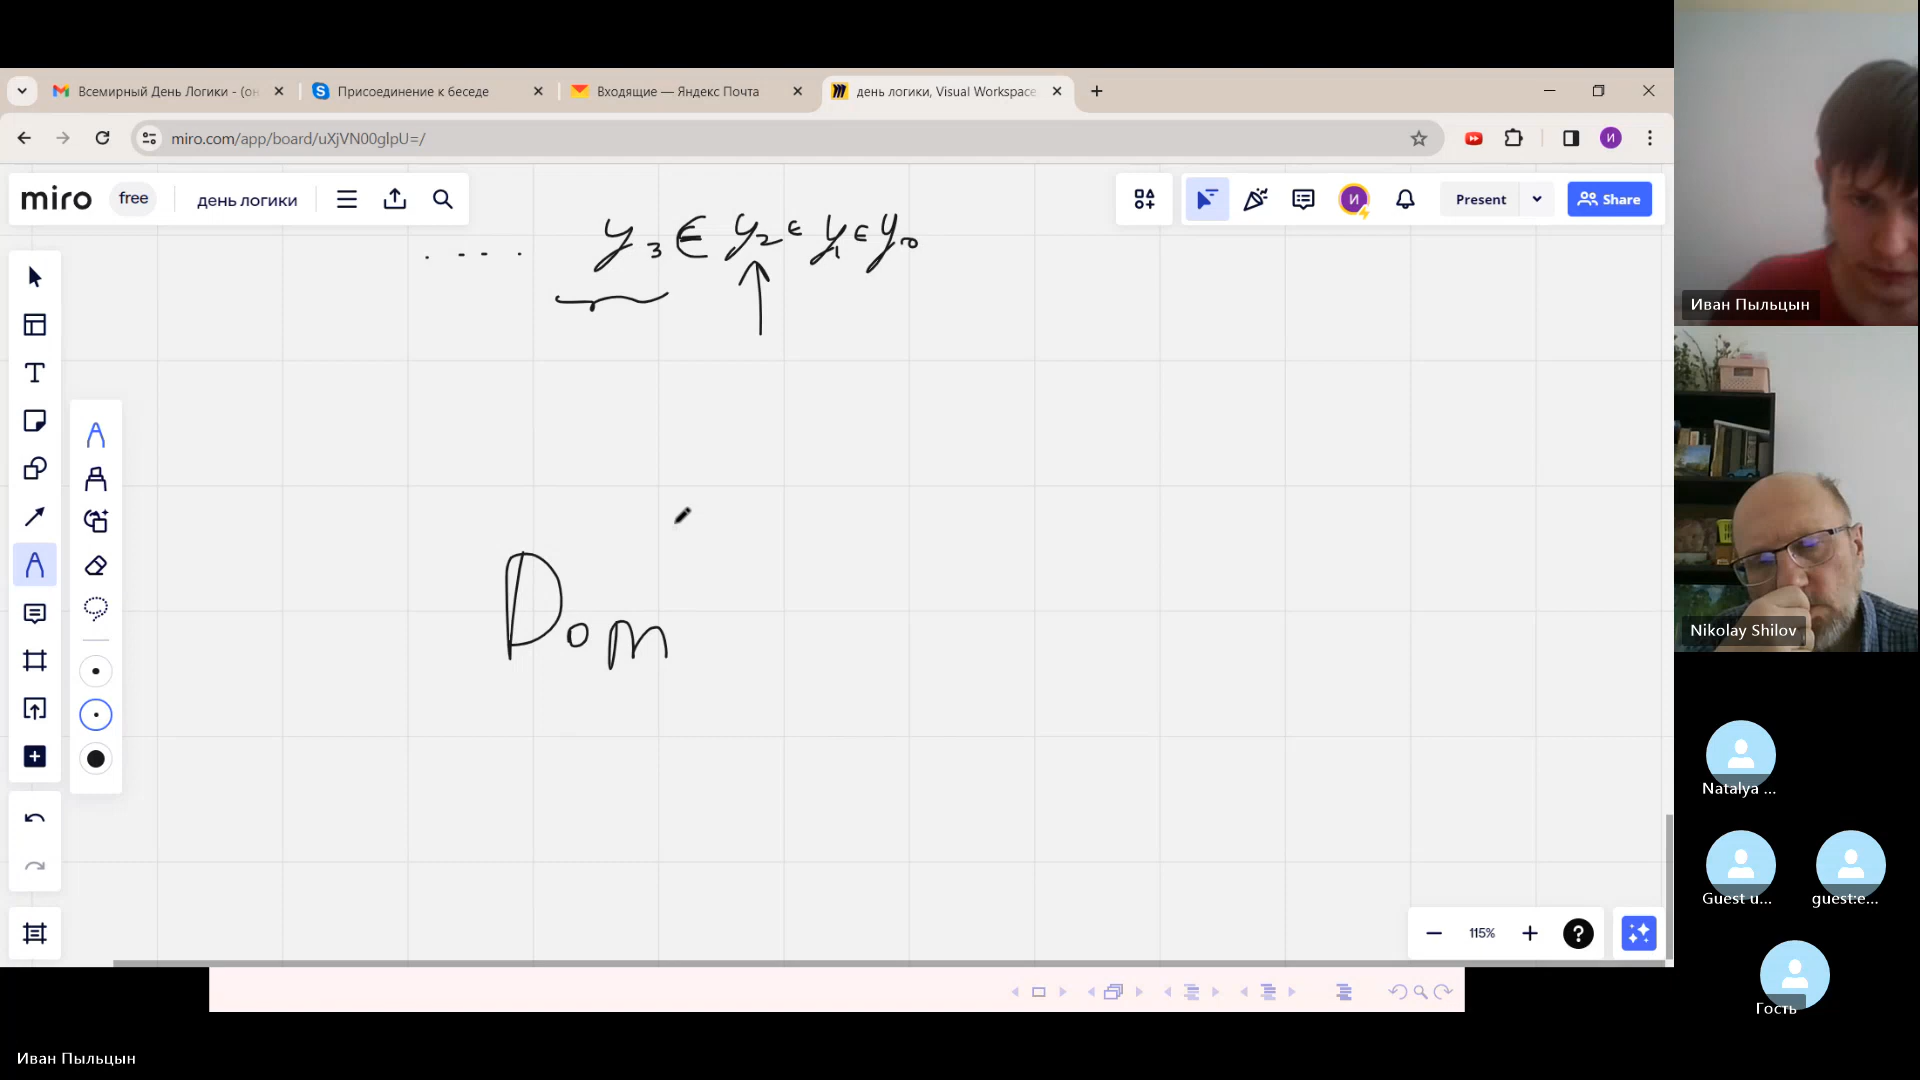 Всемирный День Логики - (он
Присоединение к беседе
Входящие — Яндекс Почта
день логики, Visual Workspace
miro.com/app/board/uXjVN00glpU=/
И
miro
free
день логики
И
Present
Share
.... y₃ ∈ y₂ ∈ y₁ ∈ y₀
Dom
115%
Иван Пыльцын
Nikolay Shilov
Natalya ...
Guest u...
guest:e...
Гость
Иван Пыльцын